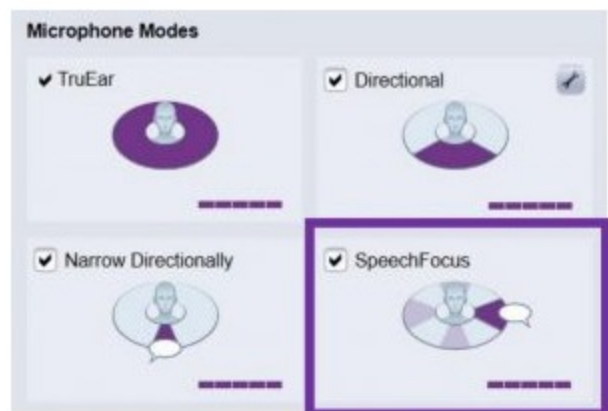 Microphone Modes
TruEar
Directional
Narrow Directionally
SpeechFocus